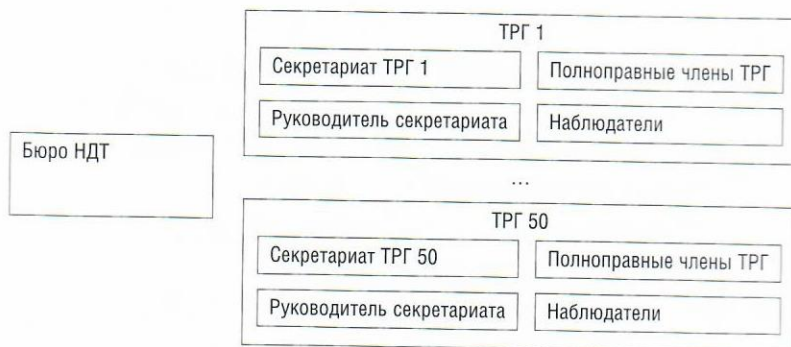 ТРГ 1
Секретариат ТРГ 1
Полноправные члены ТРГ
Руководитель секретариата
Наблюдатели
Бюро НДТ
...
ТРГ 50
Секретариат ТРГ 50
Полноправные члены ТРГ
Руководитель секретариата
Наблюдатели